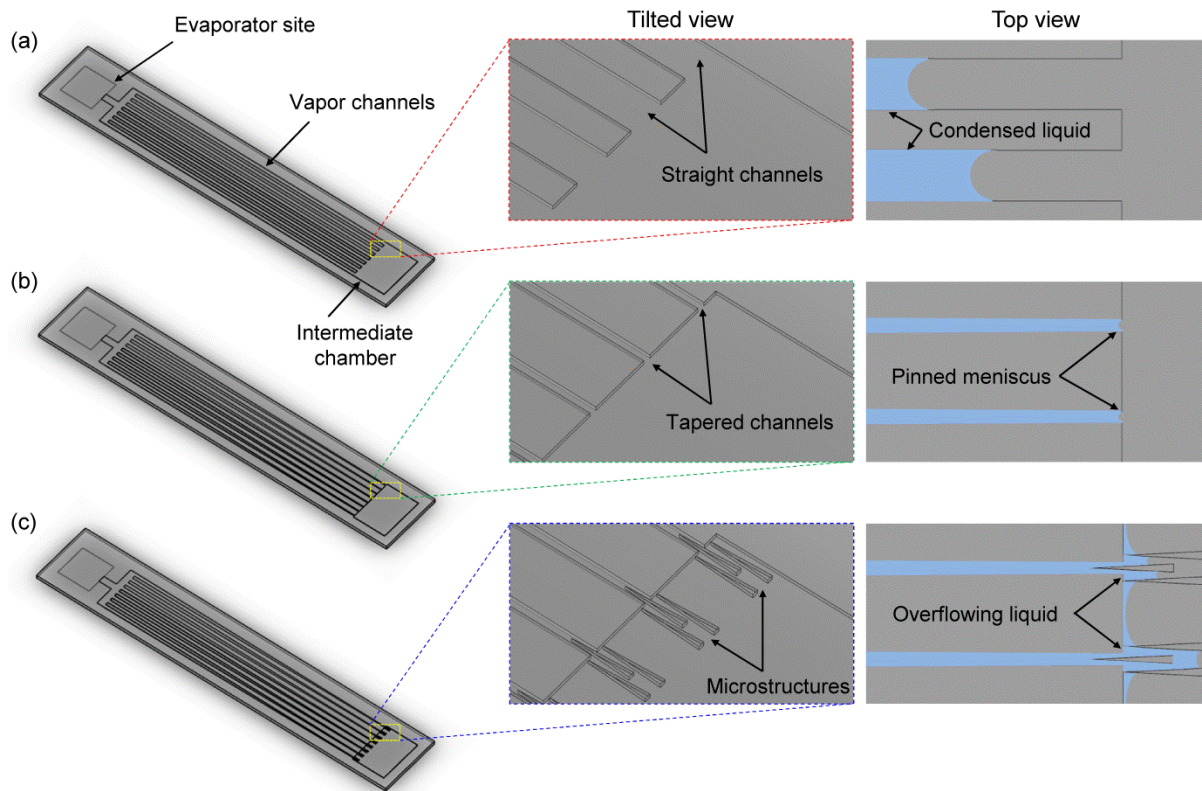 Tilted view
Top view
(a)
Evaporator site
Vapor channels
Straight channels
Condensed liquid
(b)
Intermediate
chamber
Tapered channels
Pinned meniscus
(c)
Microstructures
Overflowing liquid